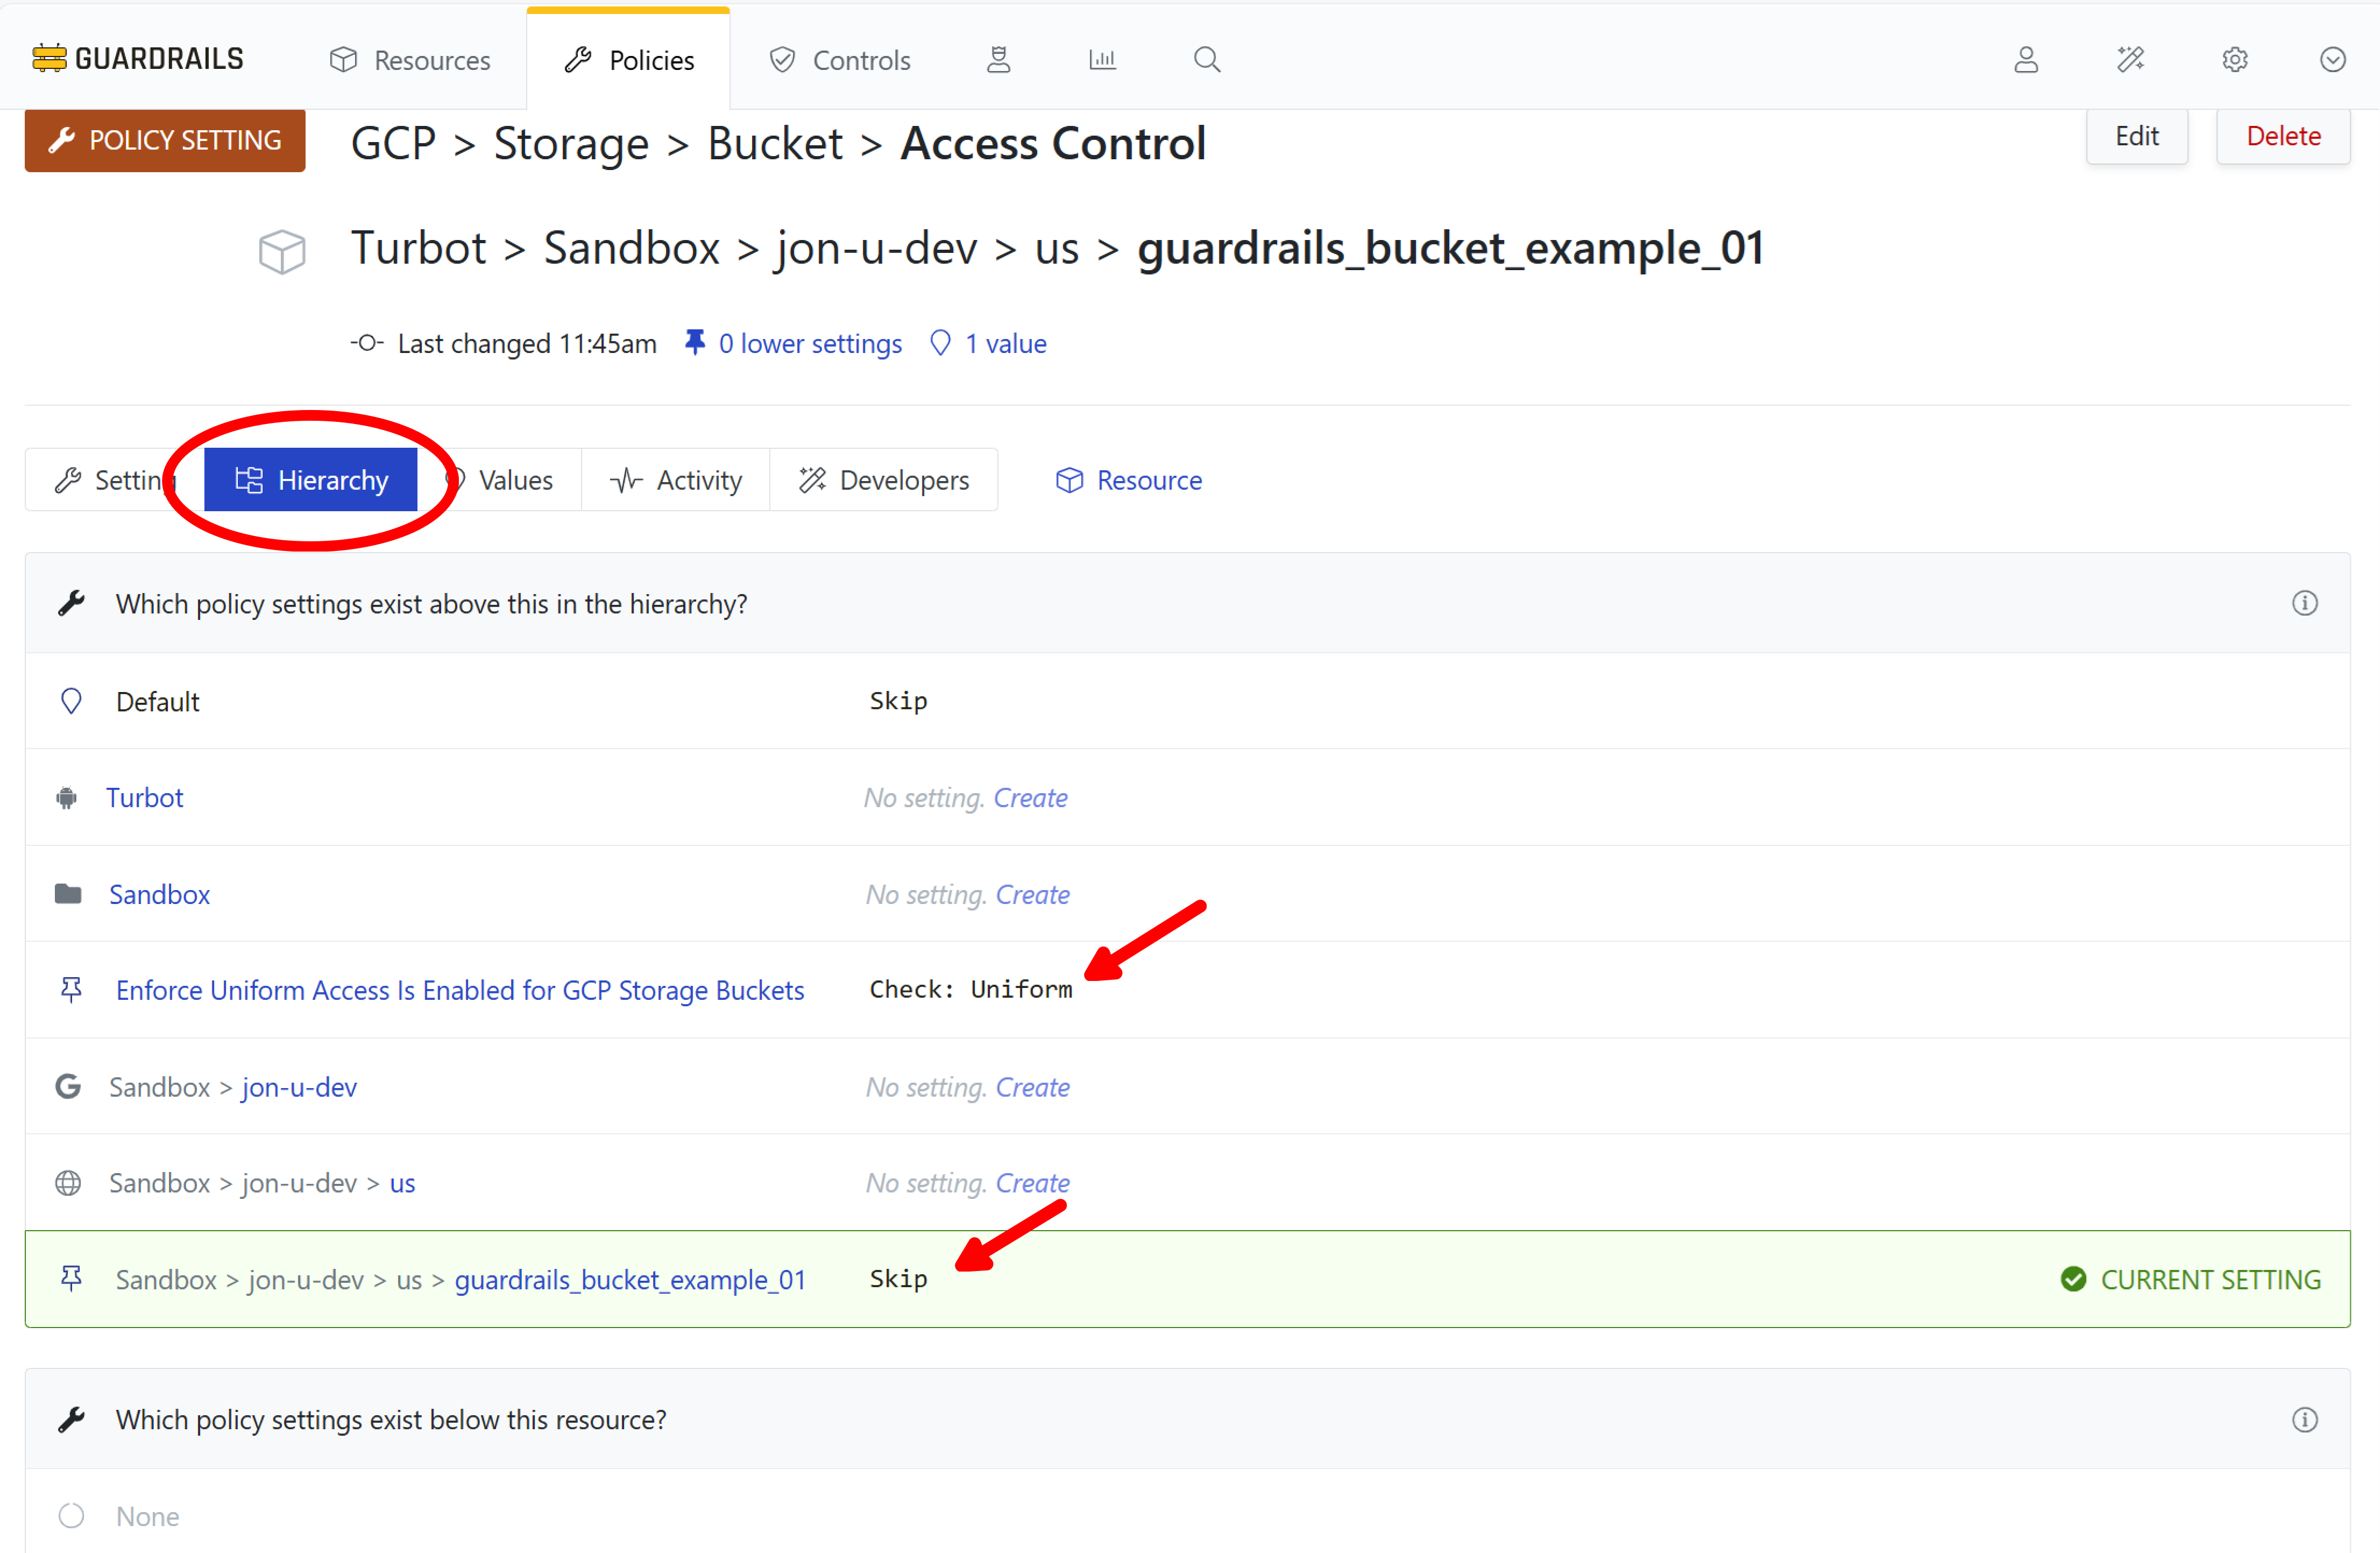 GUARDRAILS Resources Policies Controls
POLICY SETTING GCP > Storage > Bucket > Access Control Edit Delete
Turbot > Sandbox > jon-u-dev > us > guardrails_bucket_example_01
Last changed 11:45am 0 lower settings 1 value
Setting Hierarchy Values Activity Developers Resource
Which policy settings exist above this in the hierarchy?
Default Skip
Turbot No setting. Create
Sandbox No setting. Create
Enforce Uniform Access Is Enabled for GCP Storage Buckets Check: Uniform
Sandbox > jon-u-dev No setting. Create
Sandbox > jon-u-dev > us No setting. Create
Sandbox > jon-u-dev > us > guardrails_bucket_example_01 Skip CURRENT SETTING
Which policy settings exist below this resource?
None